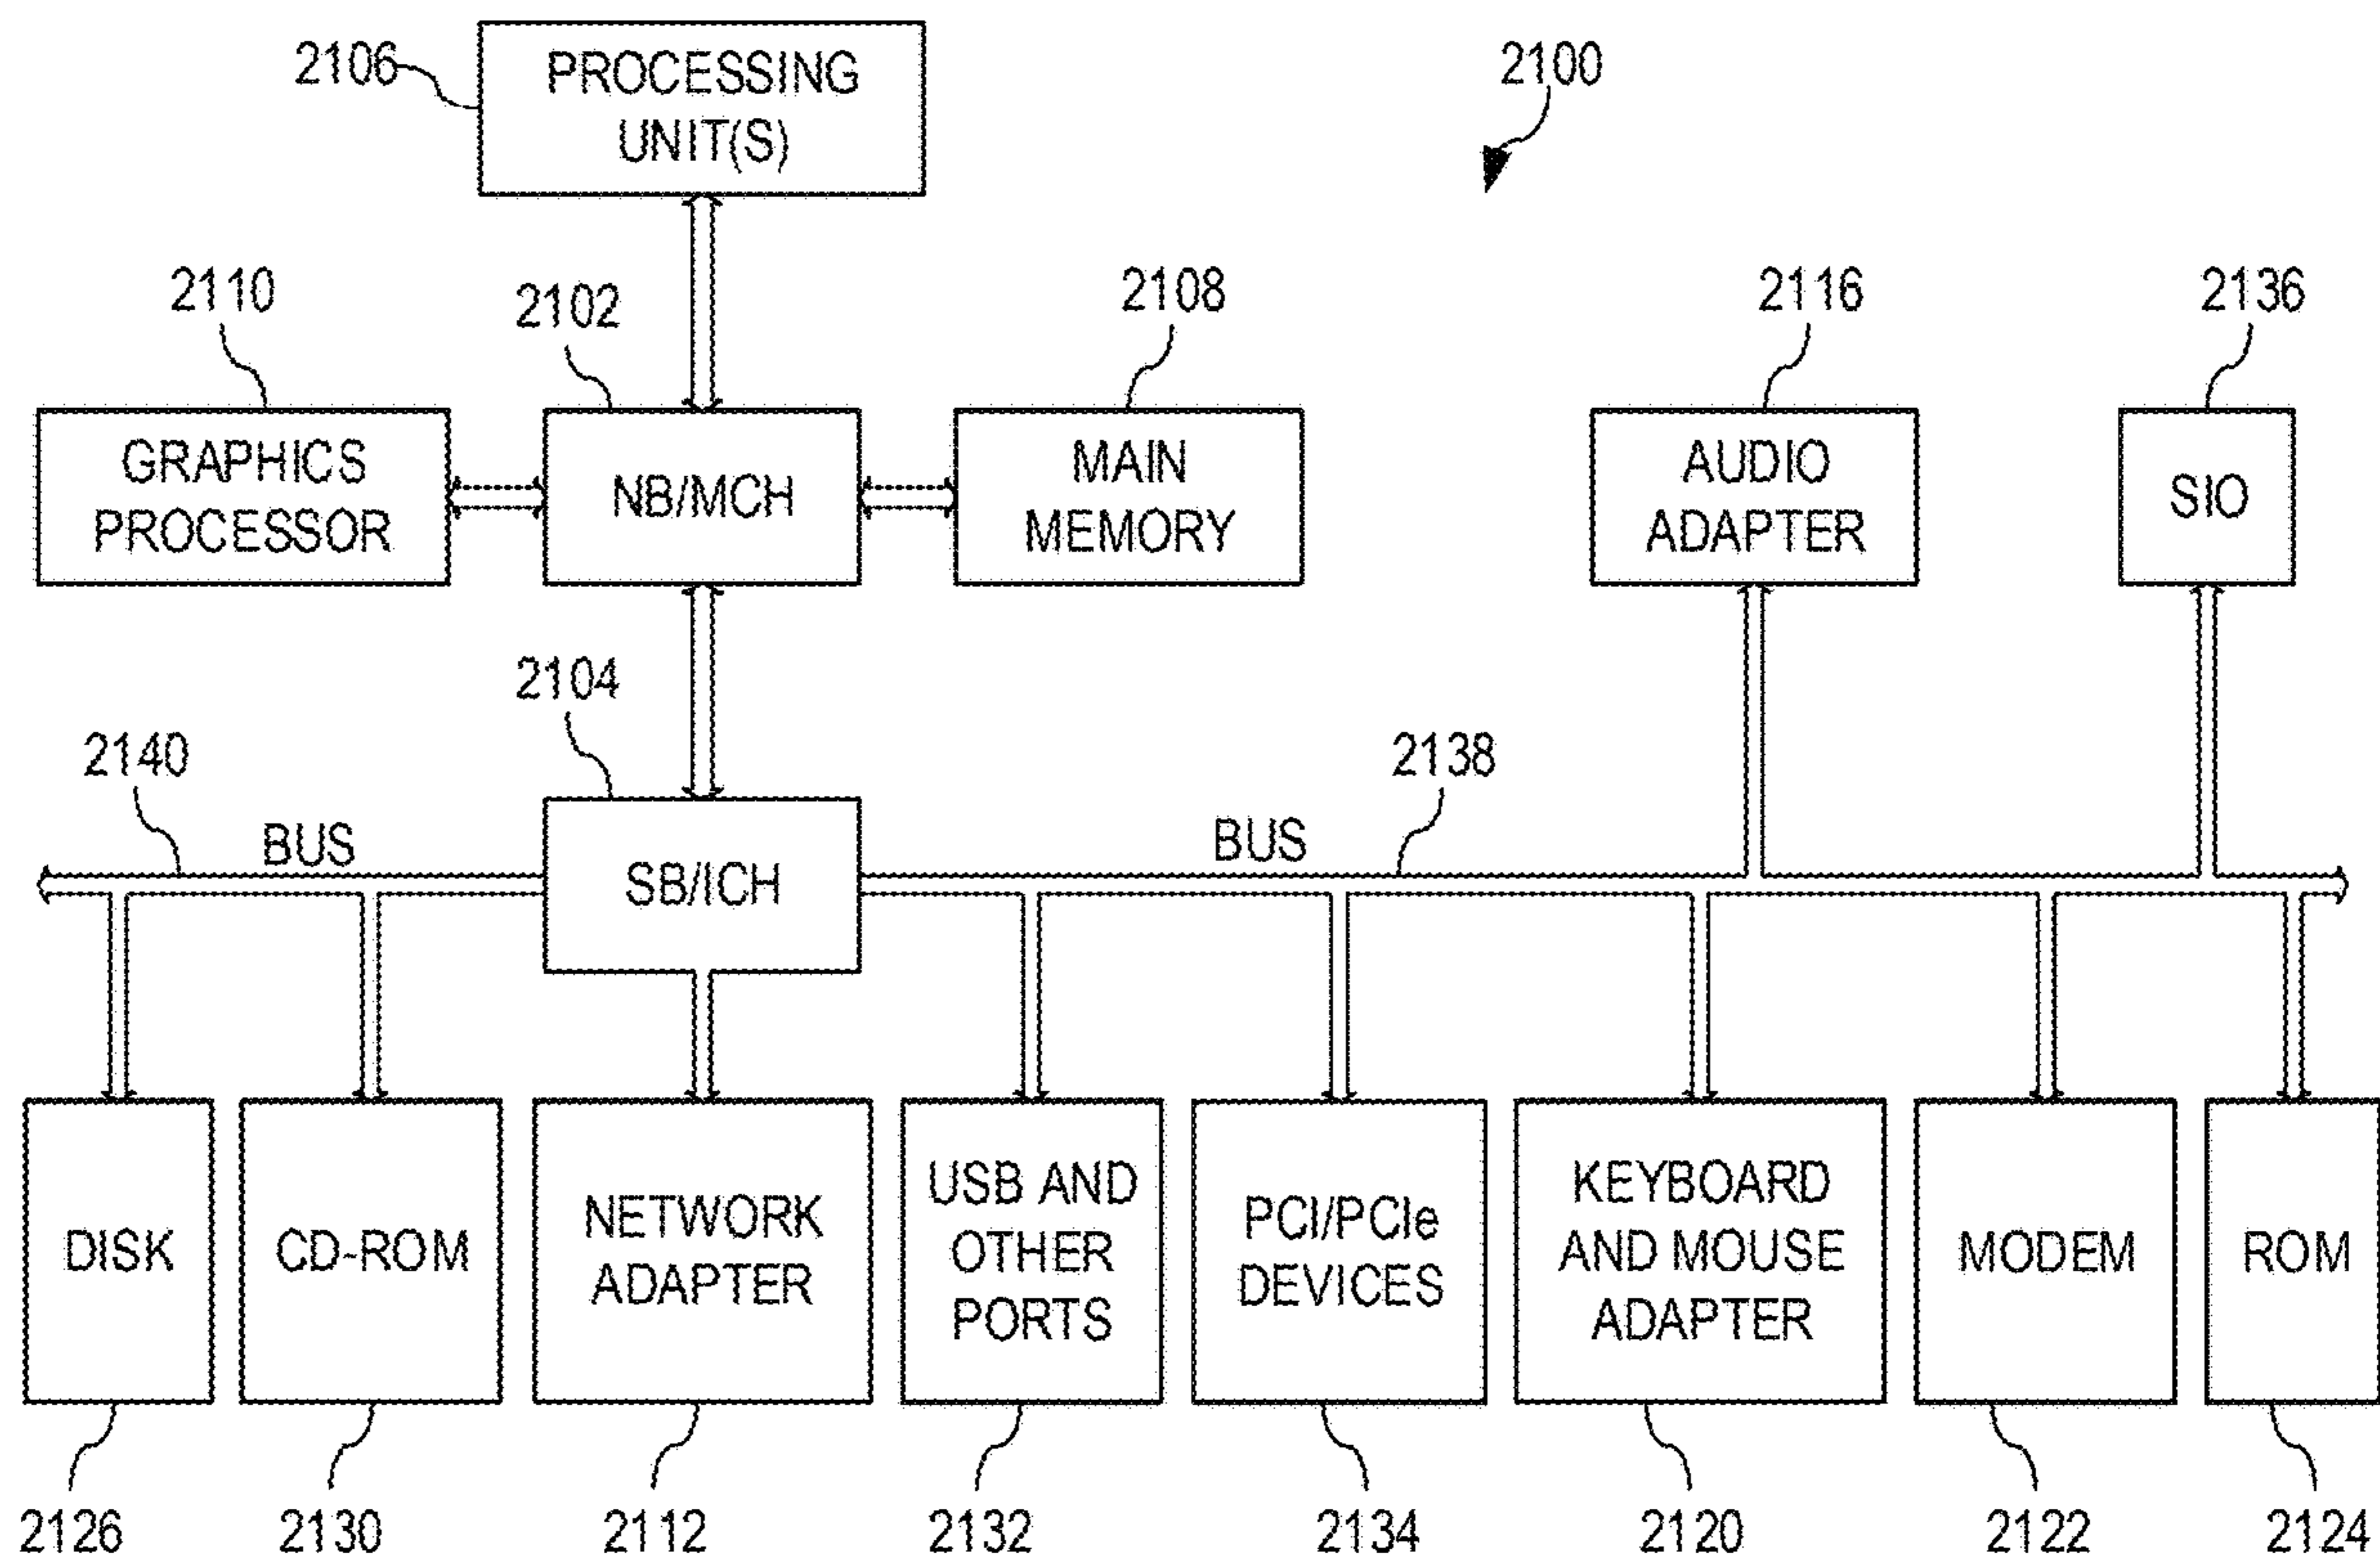 2106
PROCESSING
UNIT(S)
2100
2110
2102
2108
2116
2136
GRAPHICS
PROCESSOR
NB/MCH
MAIN
MEMORY
AUDIO
ADAPTER
SIO
2104
2140
2138
BUS
BUS
SB/ICH
DISK
CD-ROM
NETWORK
ADAPTER
USB AND
OTHER
PORTS
PCI/PCIe
DEVICES
KEYBOARD
AND MOUSE
ADAPTER
MODEM
ROM
2126
2130
2112
2132
2134
2120
2122
2124